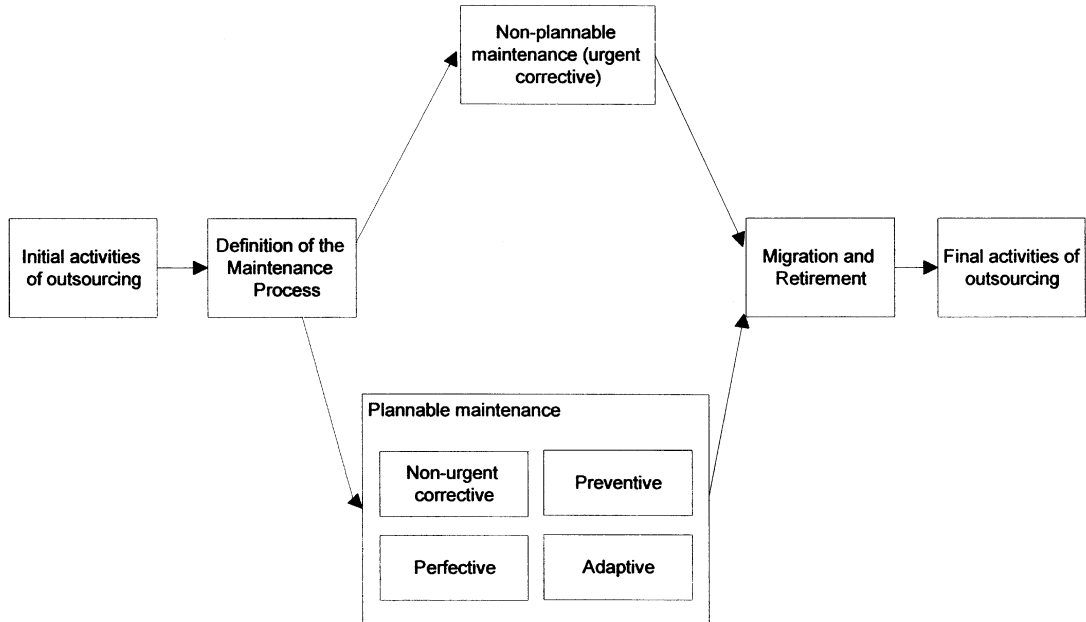 Non-plannable
maintenance (urgent
corrective)
Initial activities
of outsourcing
Definition of the
Maintenance
Process
Migration and
Retirement
Final activities of
outsourcing
Plannable maintenance
Non-urgent
corrective
Preventive
Perfective
Adaptive